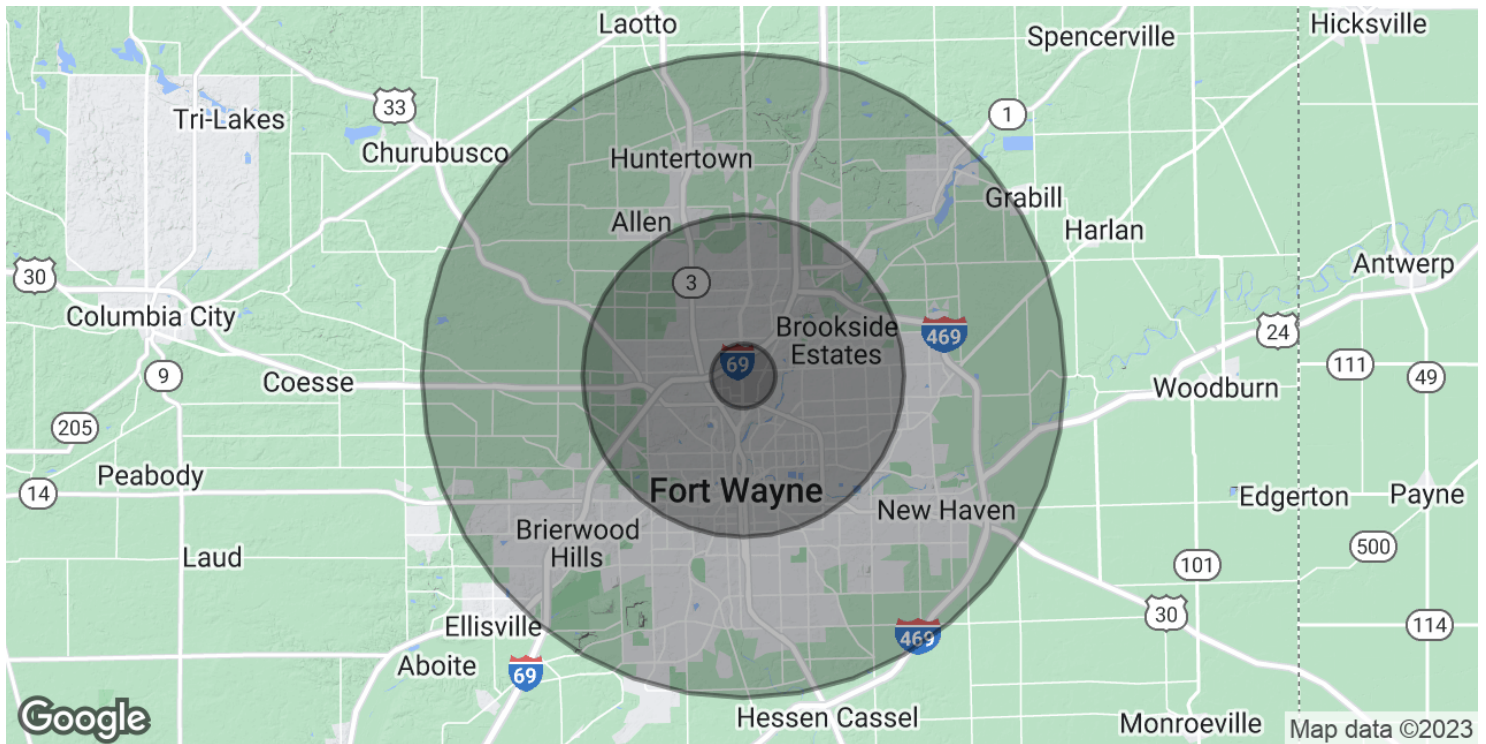 Laotto
Hicksville
Spencerville
33
1
Tri-Lakes
Churubusco
Huntertown
Grabill
Allen
Harlan
Antwerp
30
3
Columbia City
Brookside
Estates
469
24
69
111
49
9
Coesse
Woodburn
205
Peabody
14
Fort Wayne
Edgerton
Payne
New Haven
Brierwood
Hills
500
Laud
101
30
Ellisville
469
114
Aboite
69
Google
Hessen Cassel
Monroeville
Map data ©2023